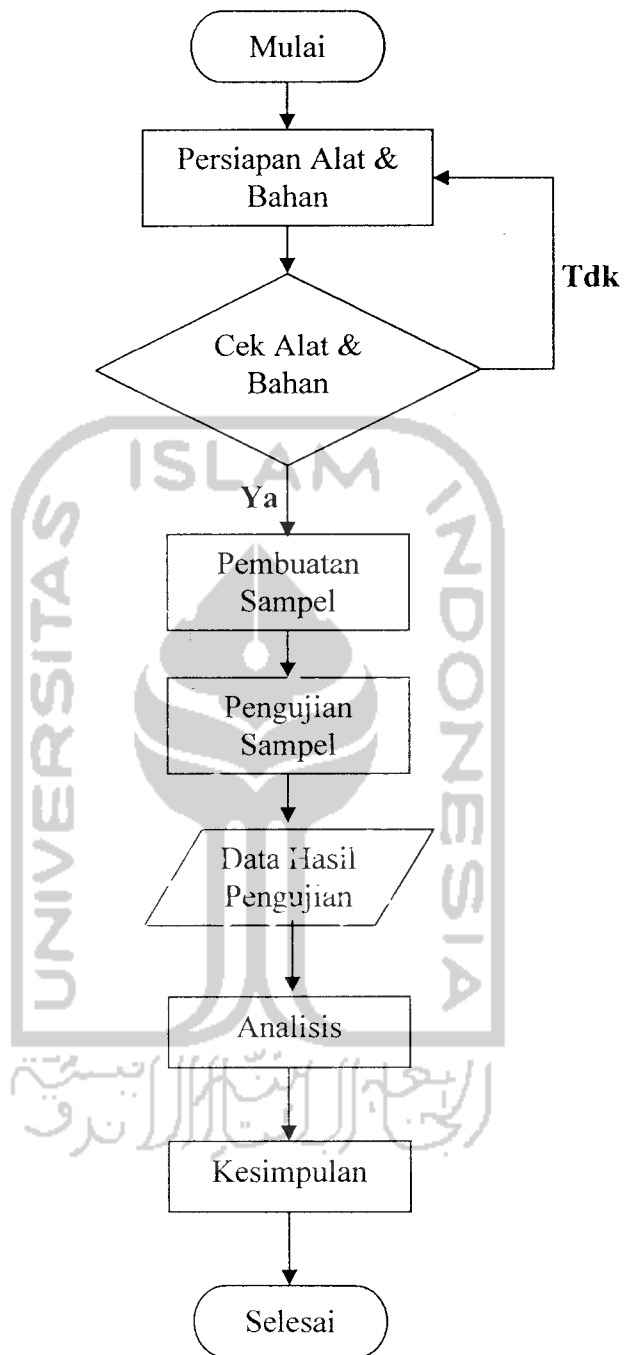 Mulai
Persiapan Alat &
Bahan
Tdk
Cek Alat &
Bahan
ISLAM
Ya
UNIVERSITAS
INDONESIA
Pembuatan
Sampel
Pengujian
Sampel
Data Hasil
Pengujian
Analisis
Kesimpulan
Selesai